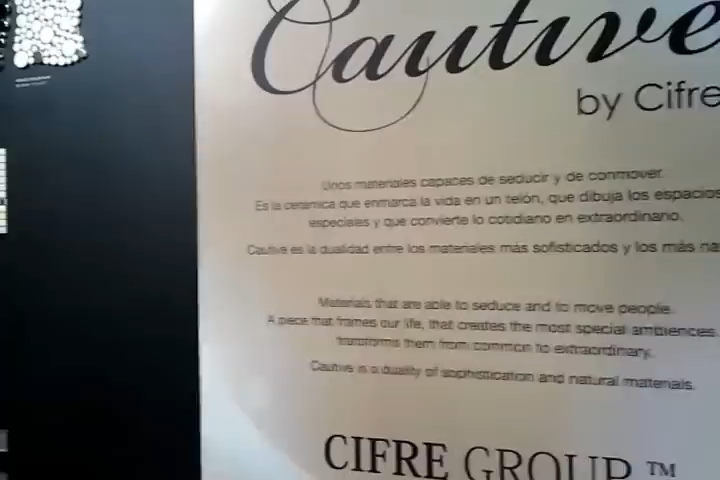 Cautive
by Cifre
Unos materiales capaces de seducir y de conmover.
Es la cerámica que enmarca la vida en un telón, que dibuja los espacios
especiales y que convierte lo cotidiano en extraordinario.
Cautive es la dualidad entre los materiales más sofisticados y los más na
Materials that are able to seduce and to move people.
A piece that frames our life, that creates the most special ambiences.
transforms them from common to extraordinary.
Cautive is a duality of sophistication and natural materials.
CIFRE GROUP ™